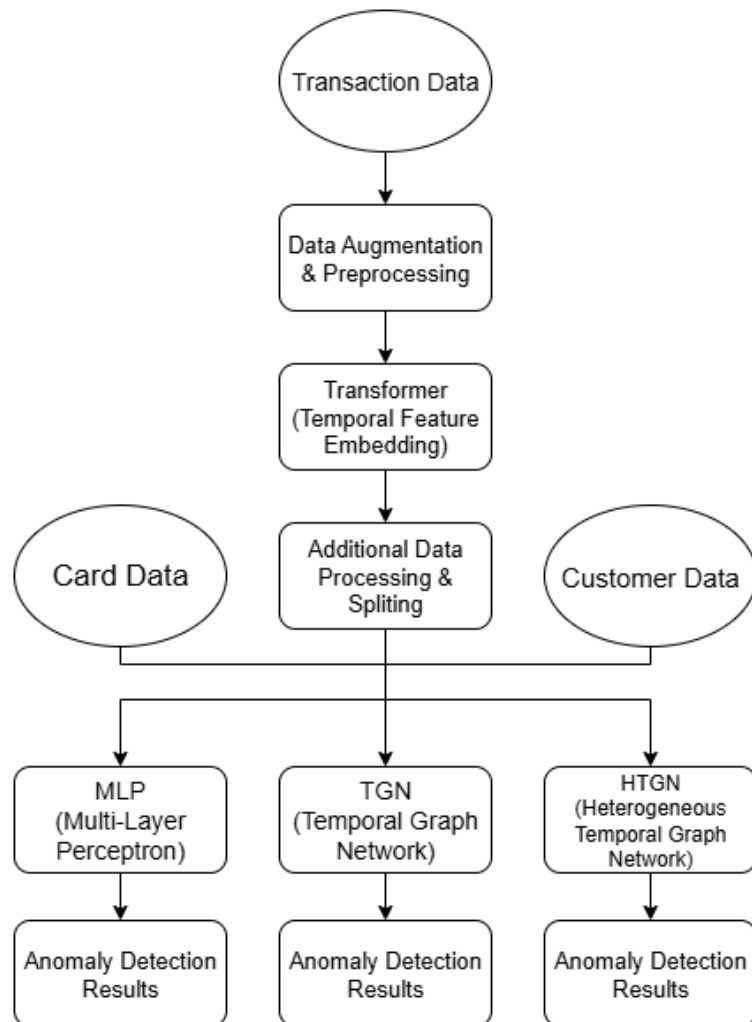 Transaction Data
Data Augmentation
& Preprocessing
Transformer
(Temporal Feature
Embedding)
Card Data
Additional Data
Processing &
Spliting
Customer Data
MLP
(Multi-Layer
Perceptron)
TGN
(Temporal Graph
Network)
HTGN
(Heterogeneous
Temporal Graph
Network)
Anomaly Detection
Results
Anomaly Detection
Results
Anomaly Detection
Results